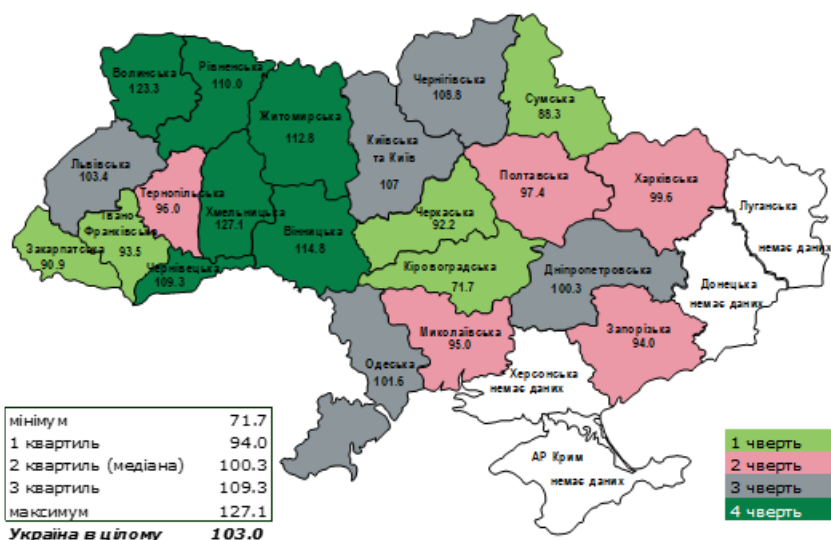 Волинська
123.3
Рівненська
110.0
Житомирська
112.8
Чернігівська
108.8
Сумська
88.3
Київська
та Київ
107
Львівська
103.4
Тернопільська
96.0
Хмельницька
127.1
Вінницька
114.8
Івано
Франківська
93.5
Закарпатська
90.9
Чернівецька
109.3
Черкаська
92.2
Полтавська
97.4
Харківська
99.6
Луганська
немає даних
Кіровоградська
71.7
Дніпропетровська
100.3
Донецька
немає даних
Миколаївська
95.0
Запорізька
94.0
Одеська
101.6
Херсонська
немає даних
АР Крим
немає даних
мінімум 71.7
1 квартиль 94.0
2 квартиль (медіана) 100.3
3 квартиль 109.3
максимум 127.1
Україна в цілому 103.0
1 чверть
2 чверть
3 чверть
4 чверть